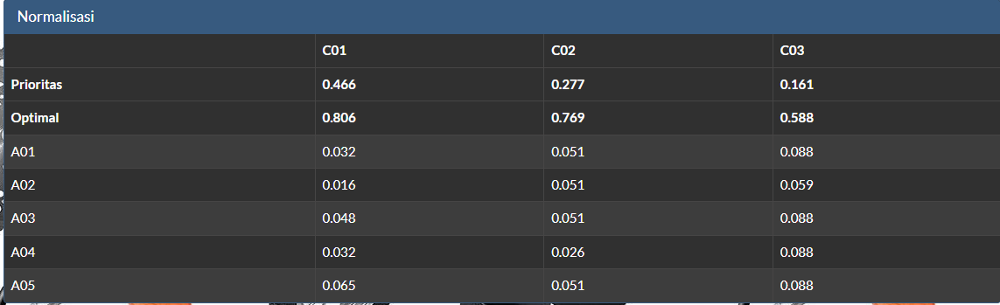 Normalisasi
C01 C02 C03
Prioritas 0.466 0.277 0.161
Optimal 0.806 0.769 0.588
A01 0.032 0.051 0.088
A02 0.016 0.051 0.059
A03 0.048 0.051 0.088
A04 0.032 0.026 0.088
A05 0.065 0.051 0.088